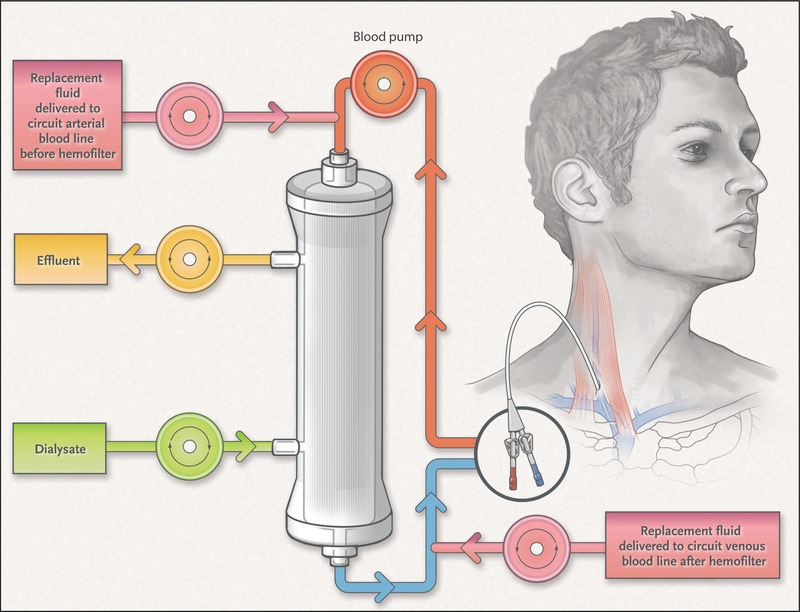 Blood pump
Replacement
fluid
delivered to
circuit arterial
blood line
before hemofilter
Effluent
Dialysate
Replacement fluid
delivered to circuit venous
blood line after hemofilter